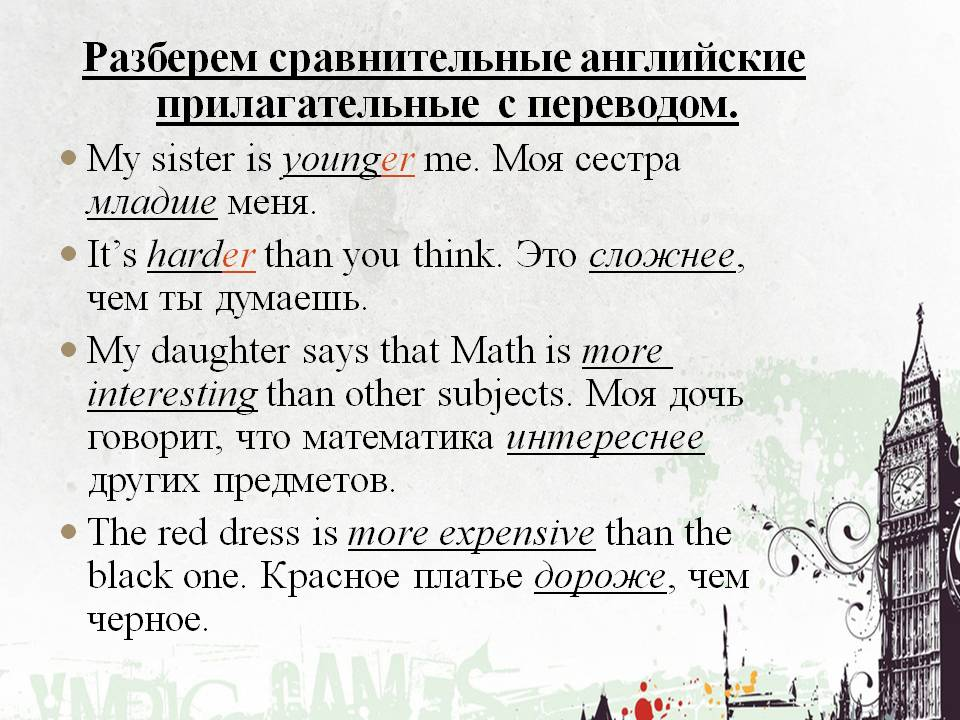 Разберем сравнительные английские
прилагательные с переводом.
My sister is younger me. Моя сестра
младше меня.
It’s harder than you think. Это сложнее,
чем ты думаешь.
My daughter says that Math is more
interesting than other subjects. Моя дочь
говорит, что математика интереснее
других предметов.
The red dress is more expensive than the
black one. Красное платье дороже, чем
черное.
GAMES